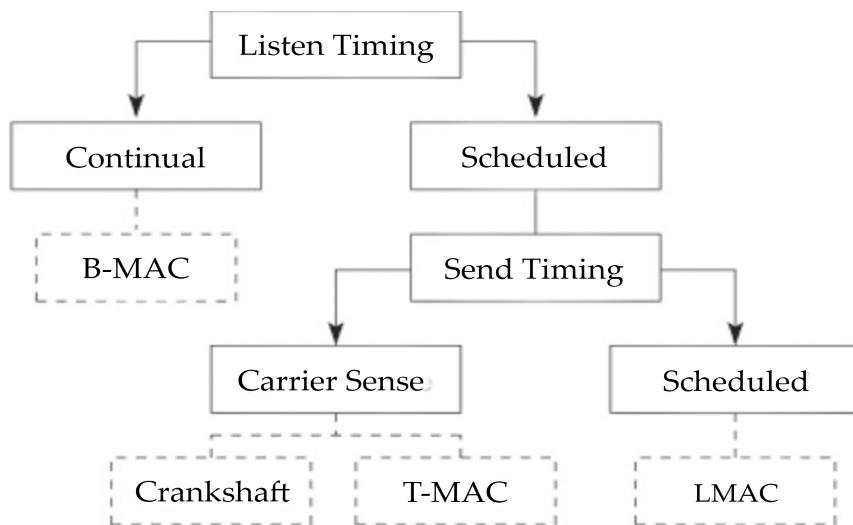 Listen Timing
Continual
Scheduled
B-MAC
Send Timing
Carrier Sense
Scheduled
Crankshaft
T-MAC
LMAC